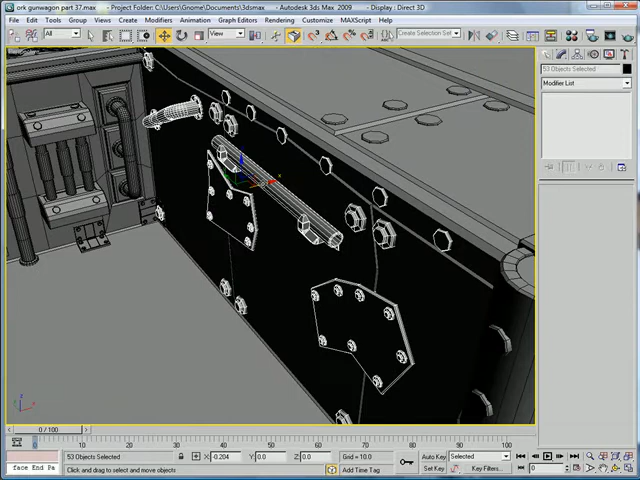 ork gunwagon part 37.max - Project Folder: C:\Users\Gnome\Documents\3dsmax - Autodesk 3ds Max 2009 - Display : Direct 3D
File Edit Tools Group Views Create Modifiers Animation Graph Editors Rendering Customize MAXScript Help
All View Create Selection Set
53 Objects Selected
Modifier List
0 / 100
0 10 20 30 40 50 60 70 80 90 100
53 Objects Selected X: -0.204 Y: 0.0 Z: 0.0 Grid = 10.0 Auto Key Selected
face End Pa Click and drag to select and move objects Add Time Tag Set Key Key Filters... 0